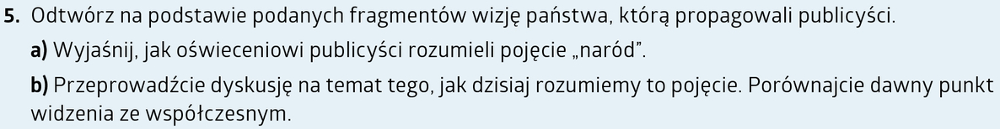 5. Odtwórz na podstawie podanych fragmentów wizję państwa, którą propagowali publicyści.
a) Wyjaśnij, jak oświeceniowi publicyści rozumieli pojęcie „naród”.
b) Przeprowadźcie dyskusję na temat tego, jak dzisiaj rozumiemy to pojęcie. Porównajcie dawny punkt
widzenia ze współczesnym.